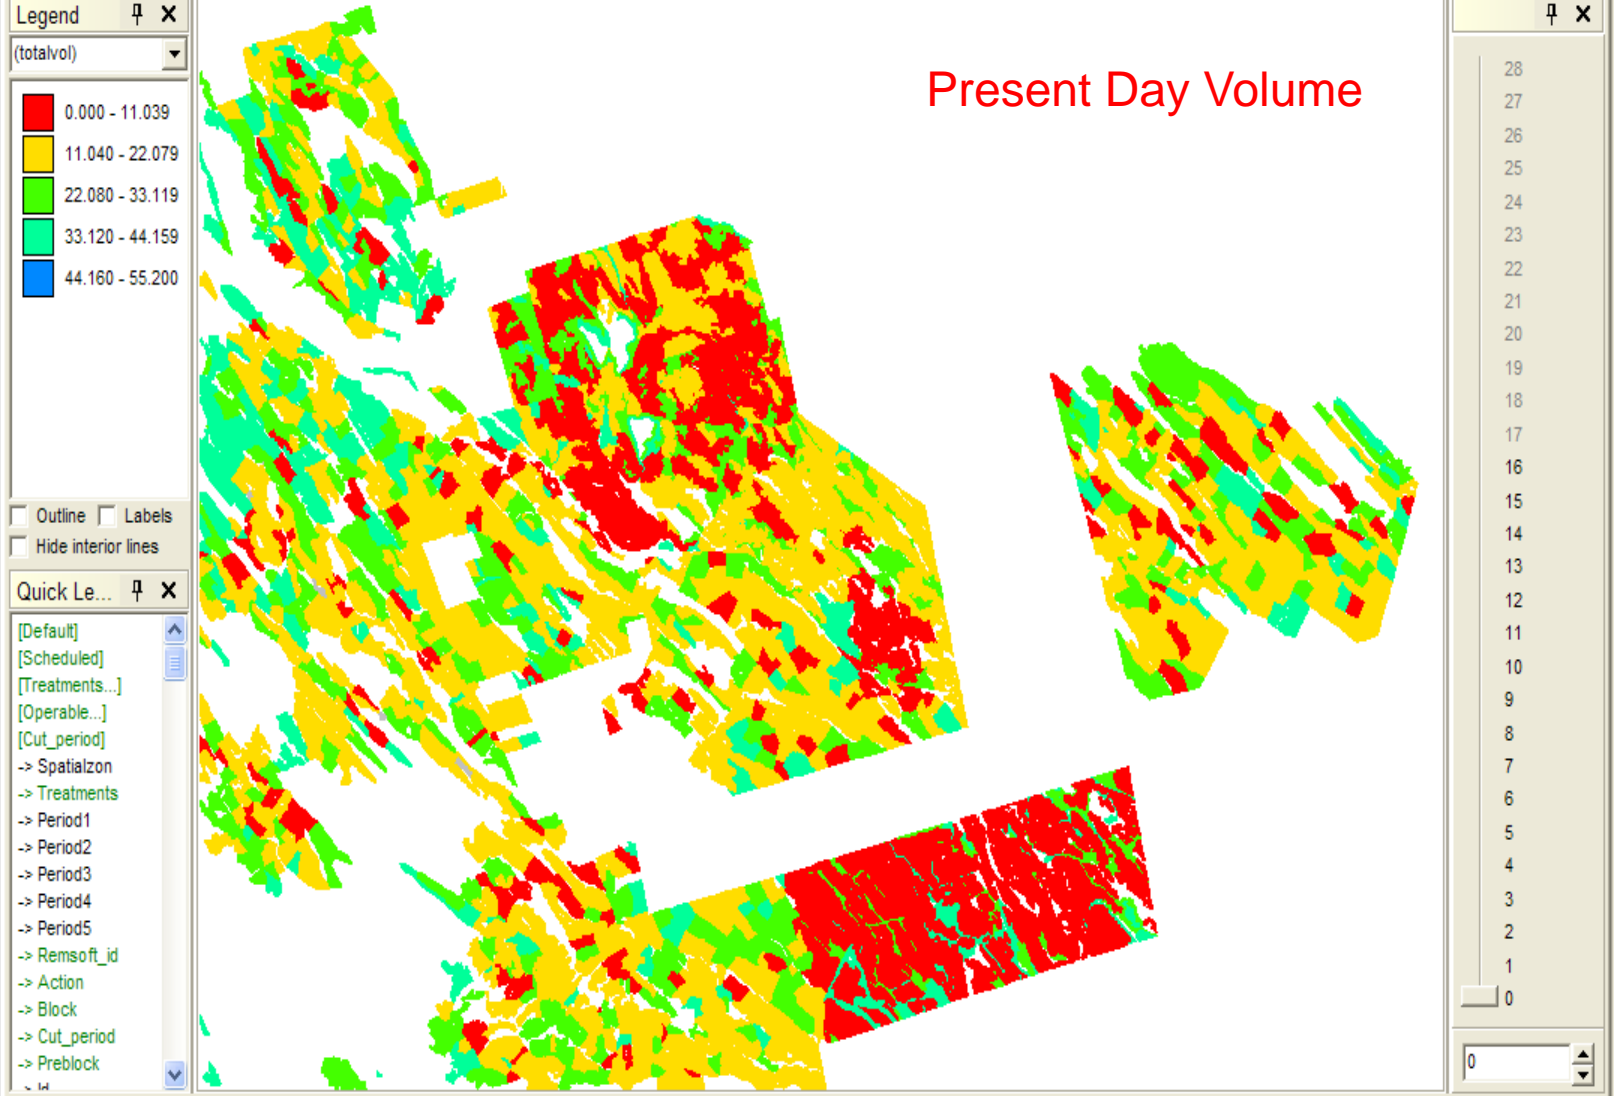 Legend
(totalvol)
0.000 - 11.039
11.040 - 22.079
22.080 - 33.119
33.120 - 44.159
44.160 - 55.200
Outline
Labels
Hide interior lines
Quick Le...
[Default]
[Scheduled]
[Treatments...]
[Operable...]
[Cut_period]
-> Spatialzon
-> Treatments
-> Period1
-> Period2
-> Period3
-> Period4
-> Period5
-> Remsoft_id
-> Action
-> Block
-> Cut_period
-> Preblock
-> Id
Present Day Volume
28
27
26
25
24
23
22
21
20
19
18
17
16
15
14
13
12
11
10
9
8
7
6
5
4
3
2
1
0
0